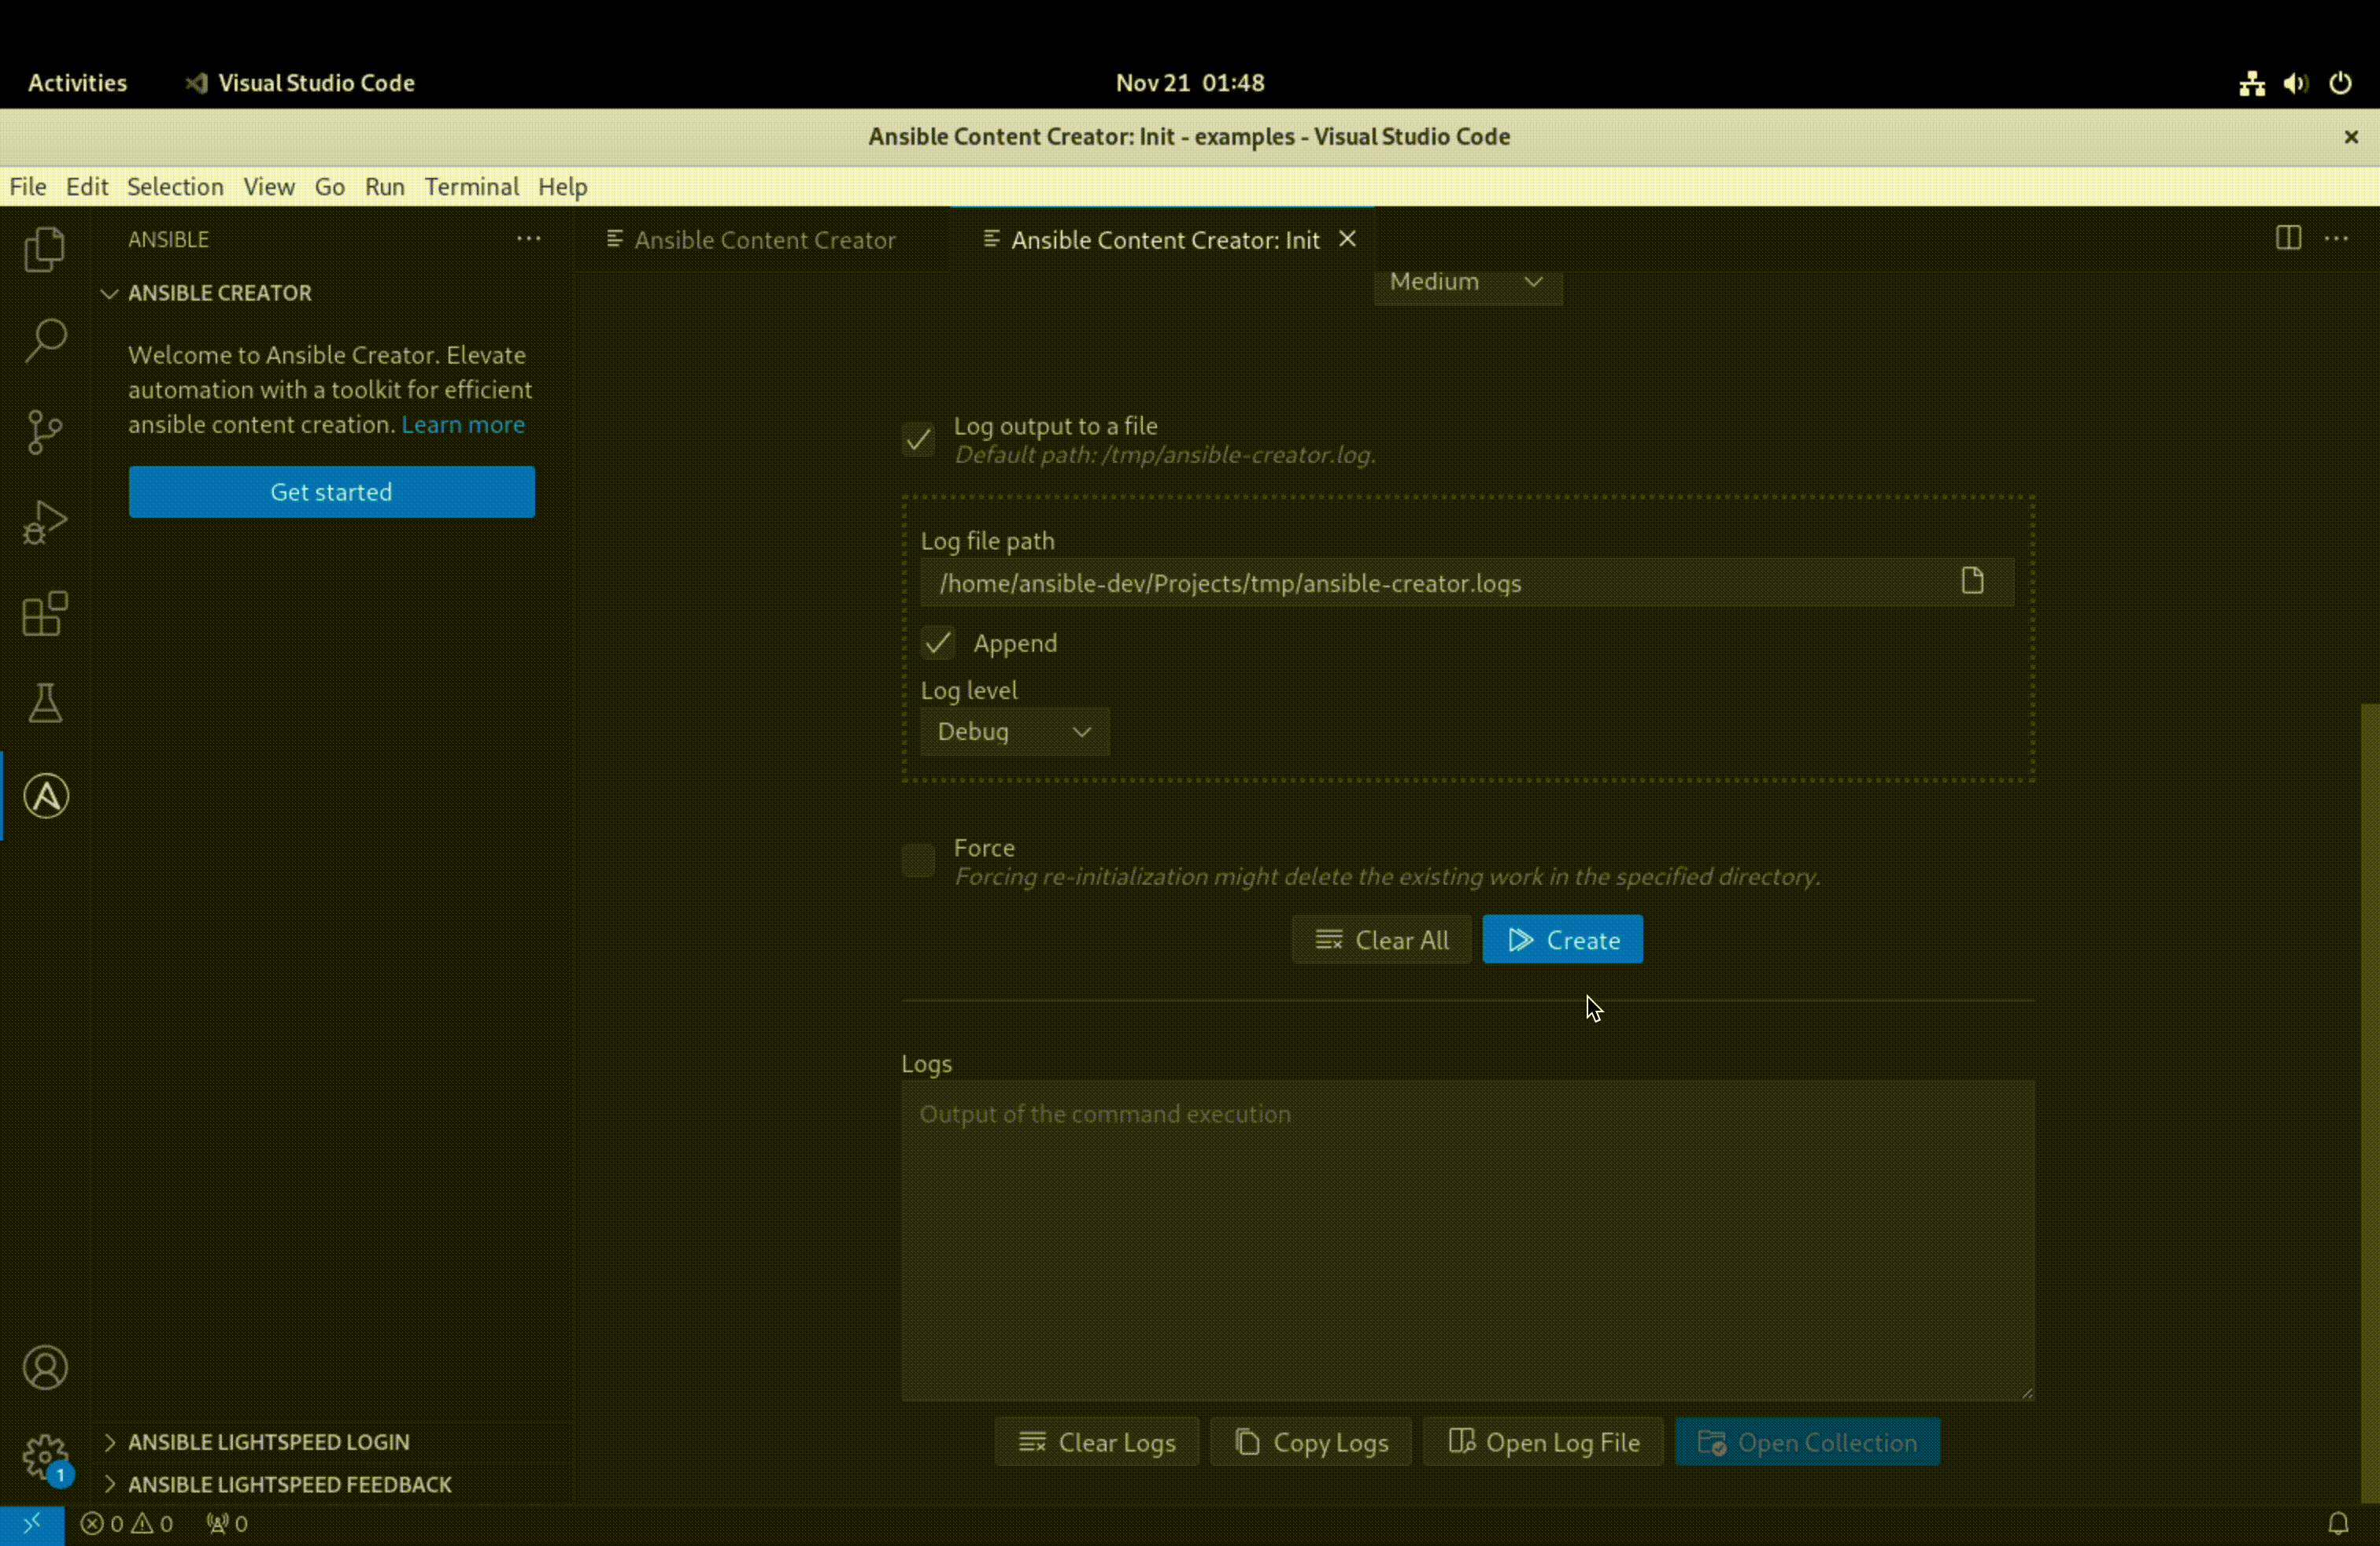 Activities Visual Studio Code Nov 21 01:48
Ansible Content Creator: Init - examples - Visual Studio Code
File Edit Selection View Go Run Terminal Help
ANSIBLE
ANSIBLE CREATOR
Welcome to Ansible Creator. Elevate
automation with a toolkit for efficient
ansible content creation. Learn more
Get started
ANSIBLE LIGHTSPEED LOGIN
ANSIBLE LIGHTSPEED FEEDBACK
1
Ansible Content Creator
Ansible Content Creator: Init
Medium
Log output to a file
Default path: /tmp/ansible-creator.log.
Log file path
/home/ansible-dev/Projects/tmp/ansible-creator.logs
Append
Log level
Debug
Force
Forcing re-initialization might delete the existing work in the specified directory.
Clear All Create
Logs
Output of the command execution
Clear Logs Copy Logs Open Log File Open Collection
0 0 0